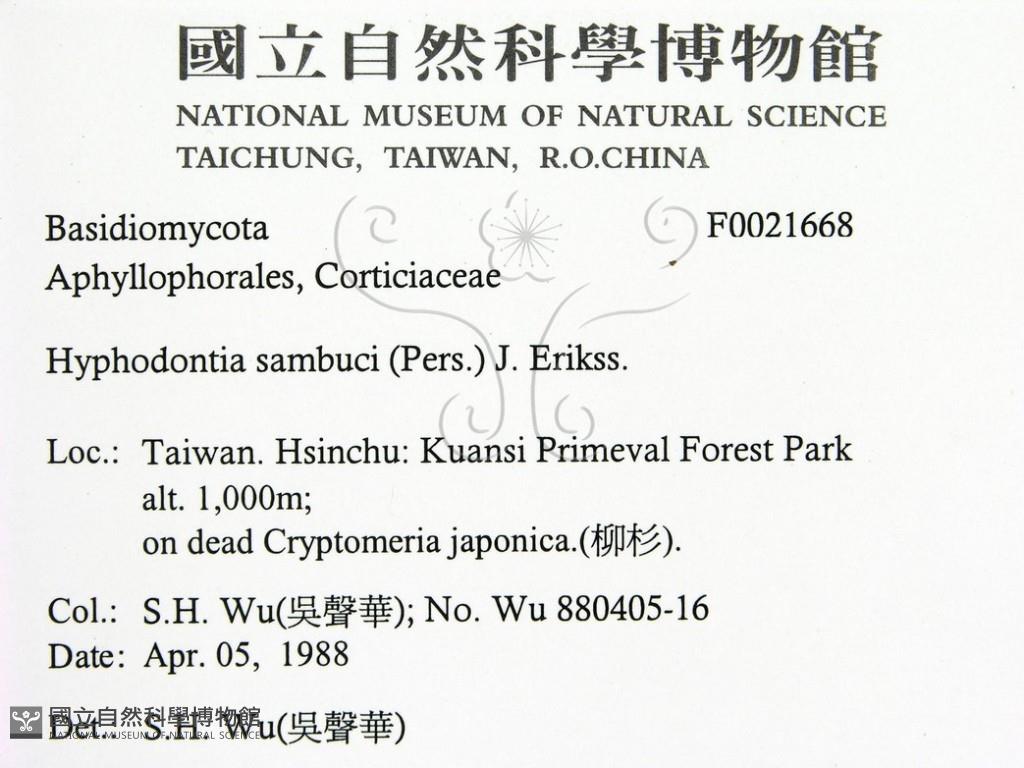 國立自然科學博物館
NATIONAL MUSEUM OF NATURAL SCIENCE
TAICHUNG, TAIWAN, R.O.CHINA
Basidiomycota F0021668
Aphyllophorales, Corticiaceae
Hyphodontia sambuci (Pers.) J. Erikss.
Loc.: Taiwan. Hsinchu: Kuansi Primeval Forest Park
alt. 1,000m;
on dead Cryptomeria japonica.(柳杉).
Col.: S.H. Wu(吳聲華); No. Wu 880405-16
Date: Apr. 05, 1988
Det.: S.H. Wu(吳聲華)
國立自然科學博物館
NATIONAL MUSEUM OF NATURAL SCIENCE